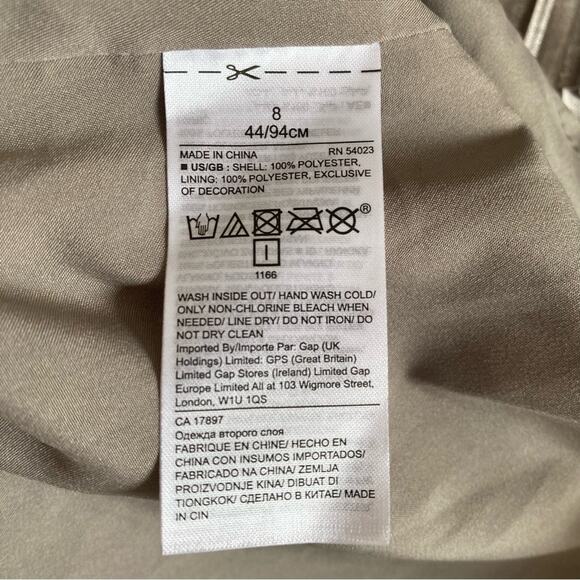 8
44/94CM
MADE IN CHINA RN 54023
■ US/GB : SHELL: 100% POLYESTER,
LINING: 100% POLYESTER, EXCLUSIVE
OF DECORATION
®
1166
WASH INSIDE OUT/ HAND WASH COLD/
ONLY NON-CHLORINE BLEACH WHEN
NEEDED/ LINE DRY/ DO NOT IRON/ DO
NOT DRY CLEAN
Imported By/Importe Par: Gap (UK
Holdings) Limited: GPS (Great Britain)
Limited Gap Stores (Ireland) Limited Gap
Europe Limited All at 103 Wigmore Street,
London, W1U 1QS
CA 17897
Одежда второго слоя
FABRIQUE EN CHINE/ HECHO EN
CHINA CON INSUMOS IMPORTADOS/
FABRICADO NA CHINA/ ZEMLJA
PROIZVODNJE KINA/ DIBUAT DI
TIONGKOK/ СДЕЛАНО В КИТАЕ/ MADE
IN CIN